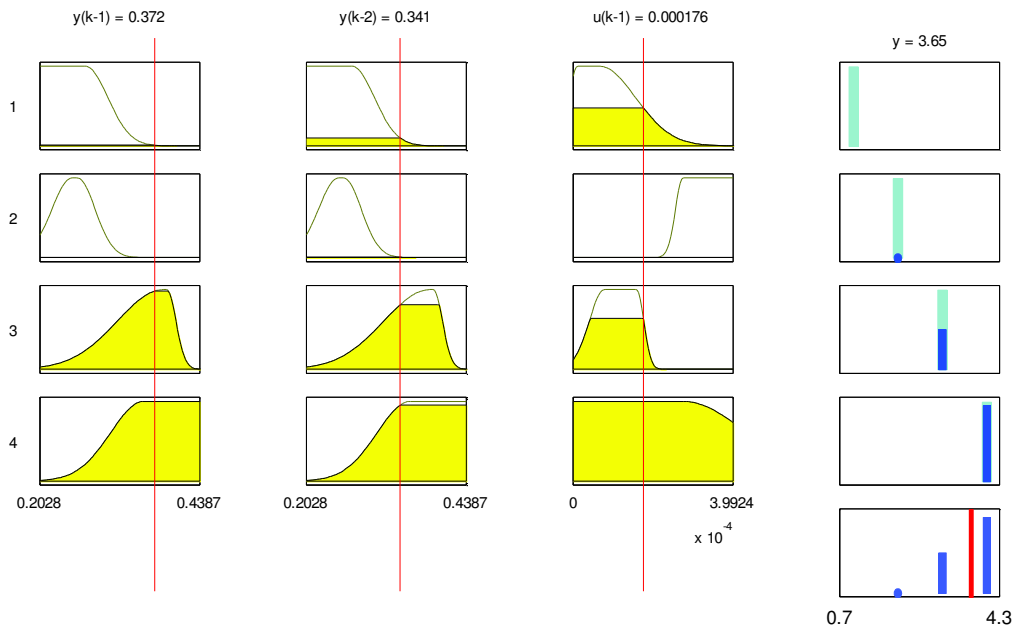 y(k-1) = 0.372
y(k-2) = 0.341
u(k-1) = 0.000176
y = 3.65
1
2
3
4
0.2028 0.4387
0.2028 0.4387
0 3.9924
x 10^-4
0.7 4.3